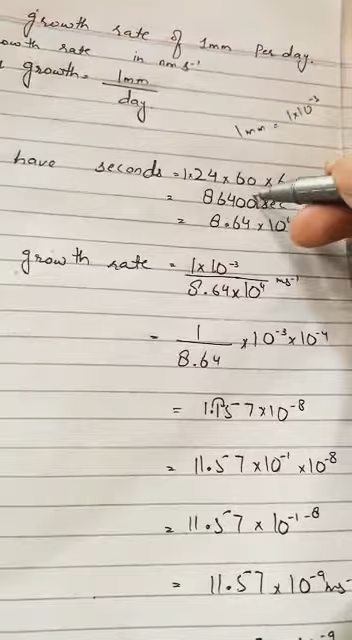 growth rate of 1mm per day.
growth rate in nm s⁻¹
growth = 1mm / day
1mm = 1×10⁻³
have seconds = 1×24×60×6
= 86400 sec
= 8.64 × 10⁴
growth rate = 1×10⁻³ / 8.64×10⁴ ms⁻¹
= 1 / 8.64 × 10⁻³ × 10⁻⁴
= 1.157 × 10⁻⁸
= 11.57 × 10⁻¹ × 10⁻⁸
= 11.57 × 10⁻¹⁻⁸
= 11.57 × 10⁻⁹ ms⁻